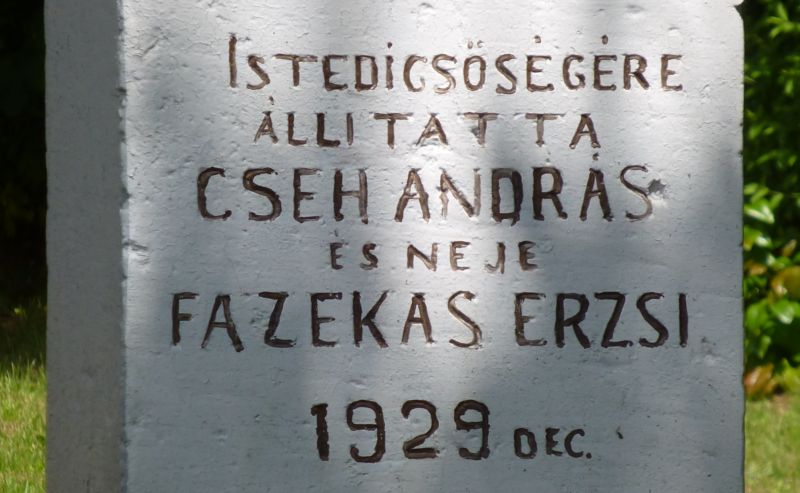 ISTEDICSŐSÉGÉRE
ÁLLITATTA
CSEH ANDRÁS
ÉS NEJE
FAZEKAS ERZSI
1929 DEC.